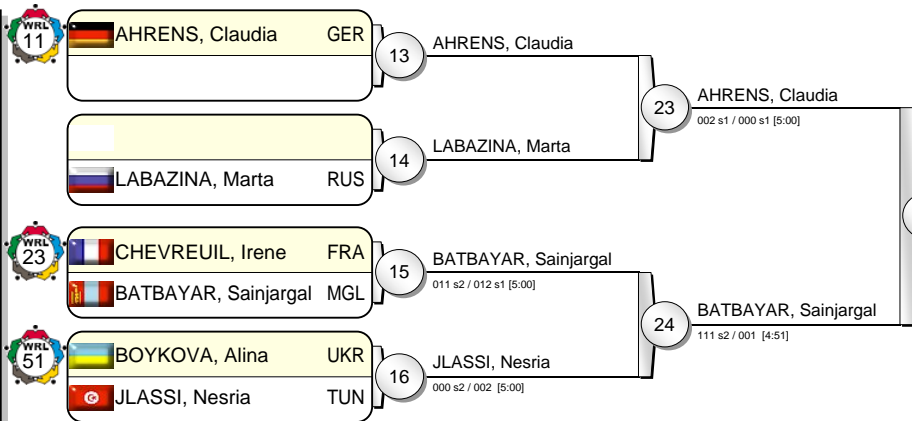 WRL
11
AHRENS, Claudia GER
13
AHRENS, Claudia
23
AHRENS, Claudia
002 s1 / 000 s1 [5:00]
14
LABAZINA, Marta
LABAZINA, Marta RUS
WRL
23
CHEVREUIL, Irene FRA
BATBAYAR, Sainjargal MGL
15
BATBAYAR, Sainjargal
011 s2 / 012 s1 [5:00]
24
BATBAYAR, Sainjargal
111 s2 / 001 [4:51]
WRL
51
BOYKOVA, Alina UKR
JLASSI, Nesria TUN
16
JLASSI, Nesria
000 s2 / 002 [5:00]